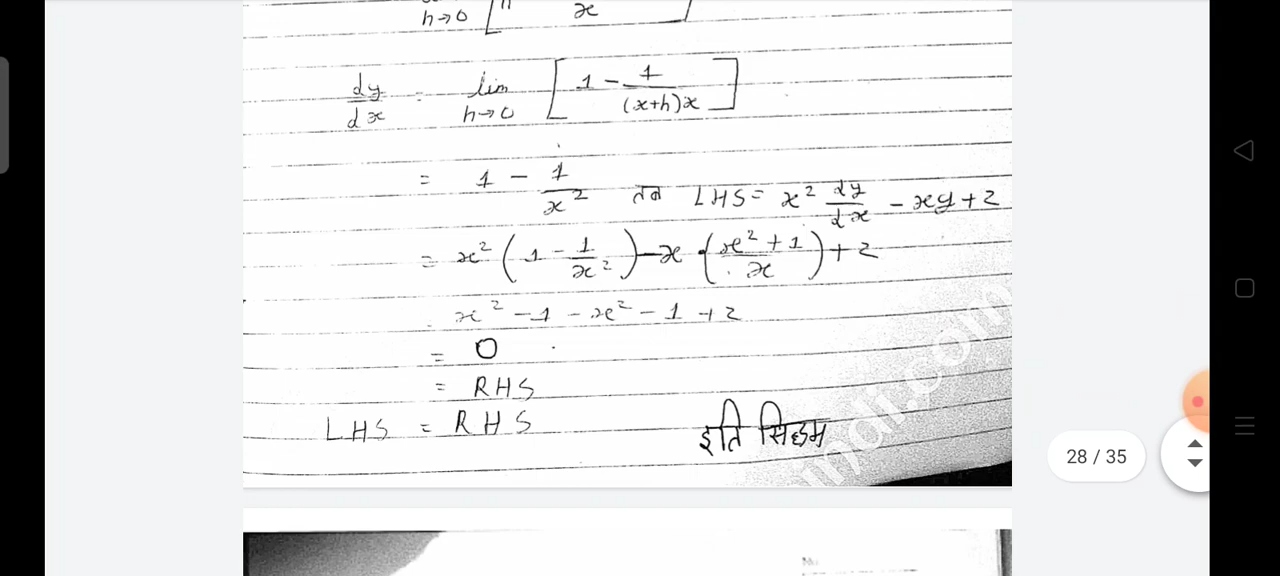 h→0 [ x ]
dy/dx = lim h→0 [ 1 - 1/(x+h)x ]
= 1 - 1/x² तब LHS = x² dy/dx - xy + 2
= x² (1 - 1/x²) - x (x² + 1/x) + 2
x² - 1 - x² - 1 + 2
= 0
= RHS
LHS = RHS
इति सिद्धम
28 / 35